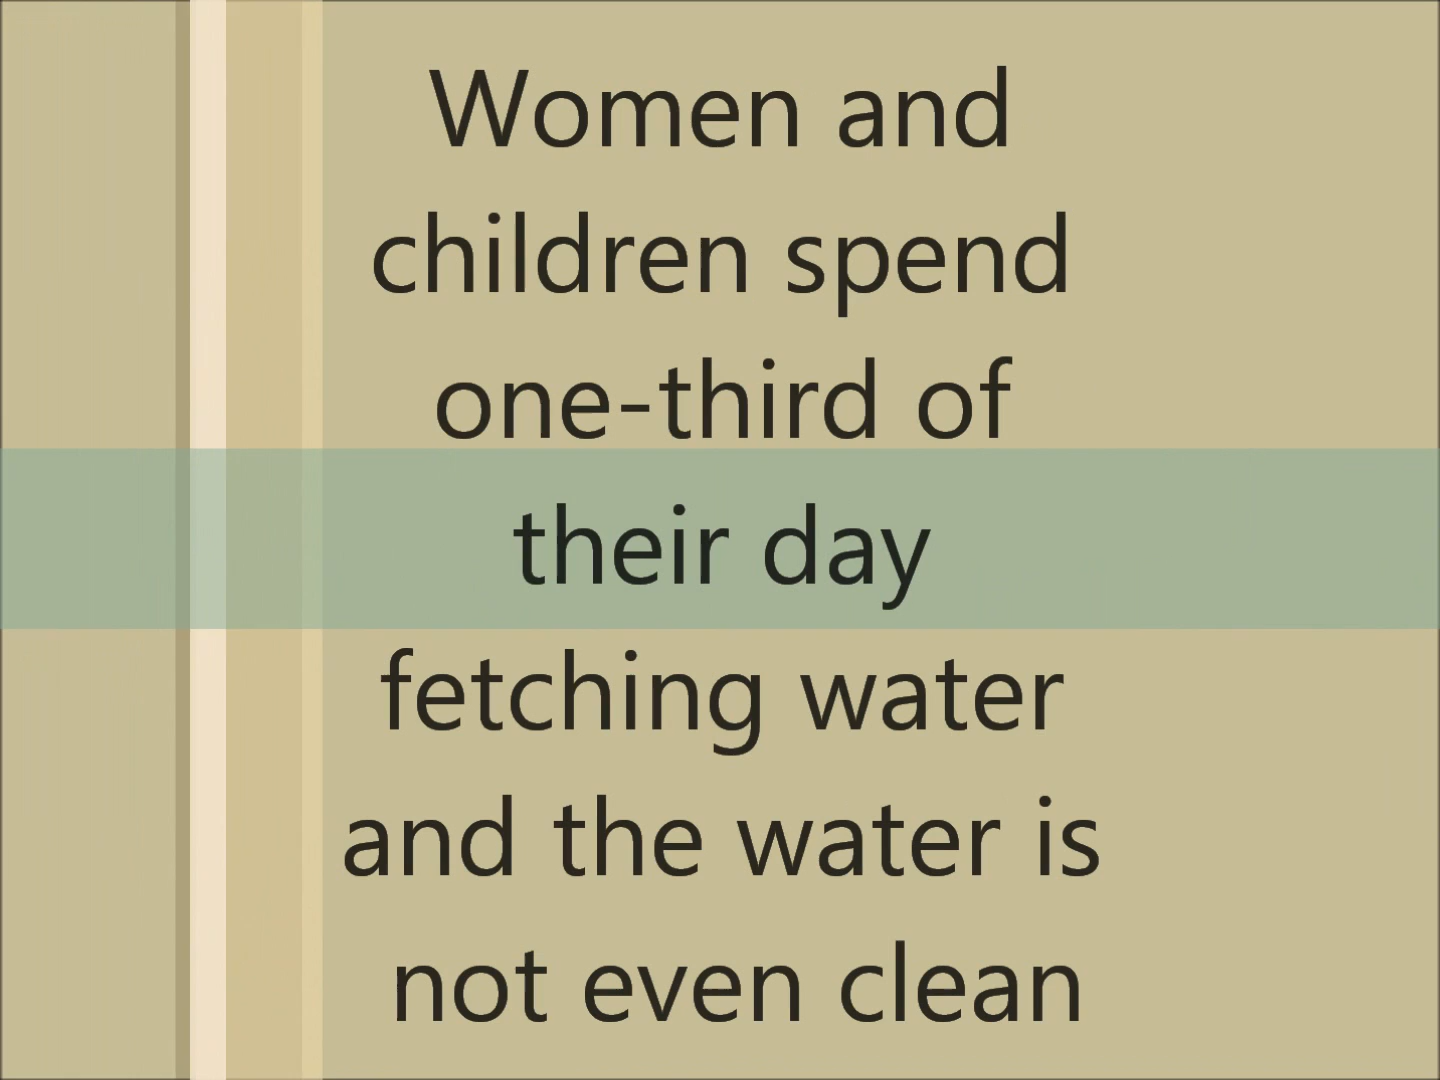 Women and
children spend
one-third of
their day
fetching water
and the water is
not even clean